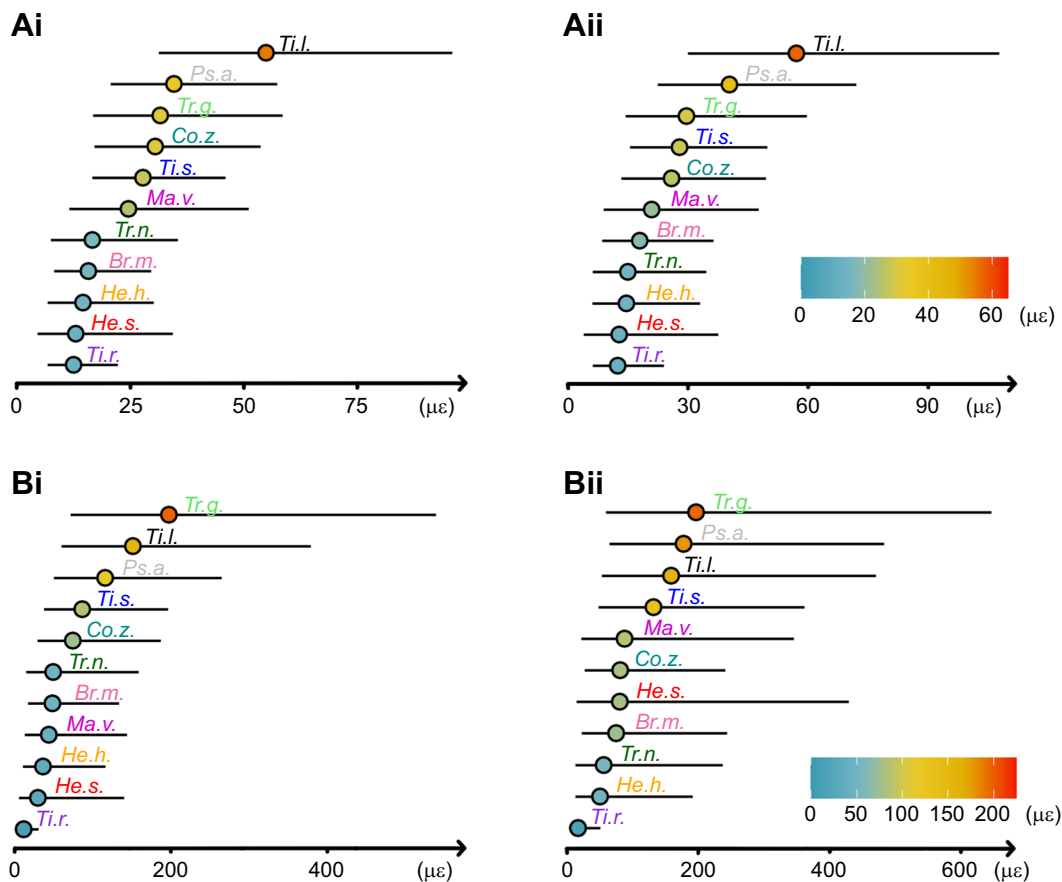 Ai
Ti.l.
Ps.a.
Tr.g.
Co.z.
Ti.s.
Ma.v.
Tr.n.
Br.m.
He.h.
He.s.
Ti.r.
0 25 50 75 (με)
Aii
Ti.l.
Ps.a.
Tr.g.
Ti.s.
Co.z.
Ma.v.
Br.m.
Tr.n.
He.h.
He.s.
Ti.r.
0 20 40 60 (με)
0 30 60 90 (με)
Bi
Tr.g.
Ti.l.
Ps.a.
Ti.s.
Co.z.
Tr.n.
Br.m.
Ma.v.
He.h.
He.s.
Ti.r.
0 200 400 (με)
Bii
Tr.g.
Ps.a.
Ti.l.
Ti.s.
Ma.v.
Co.z.
He.s.
Br.m.
Tr.n.
He.h.
Ti.r.
0 50 100 150 200 (με)
0 200 400 600 (με)